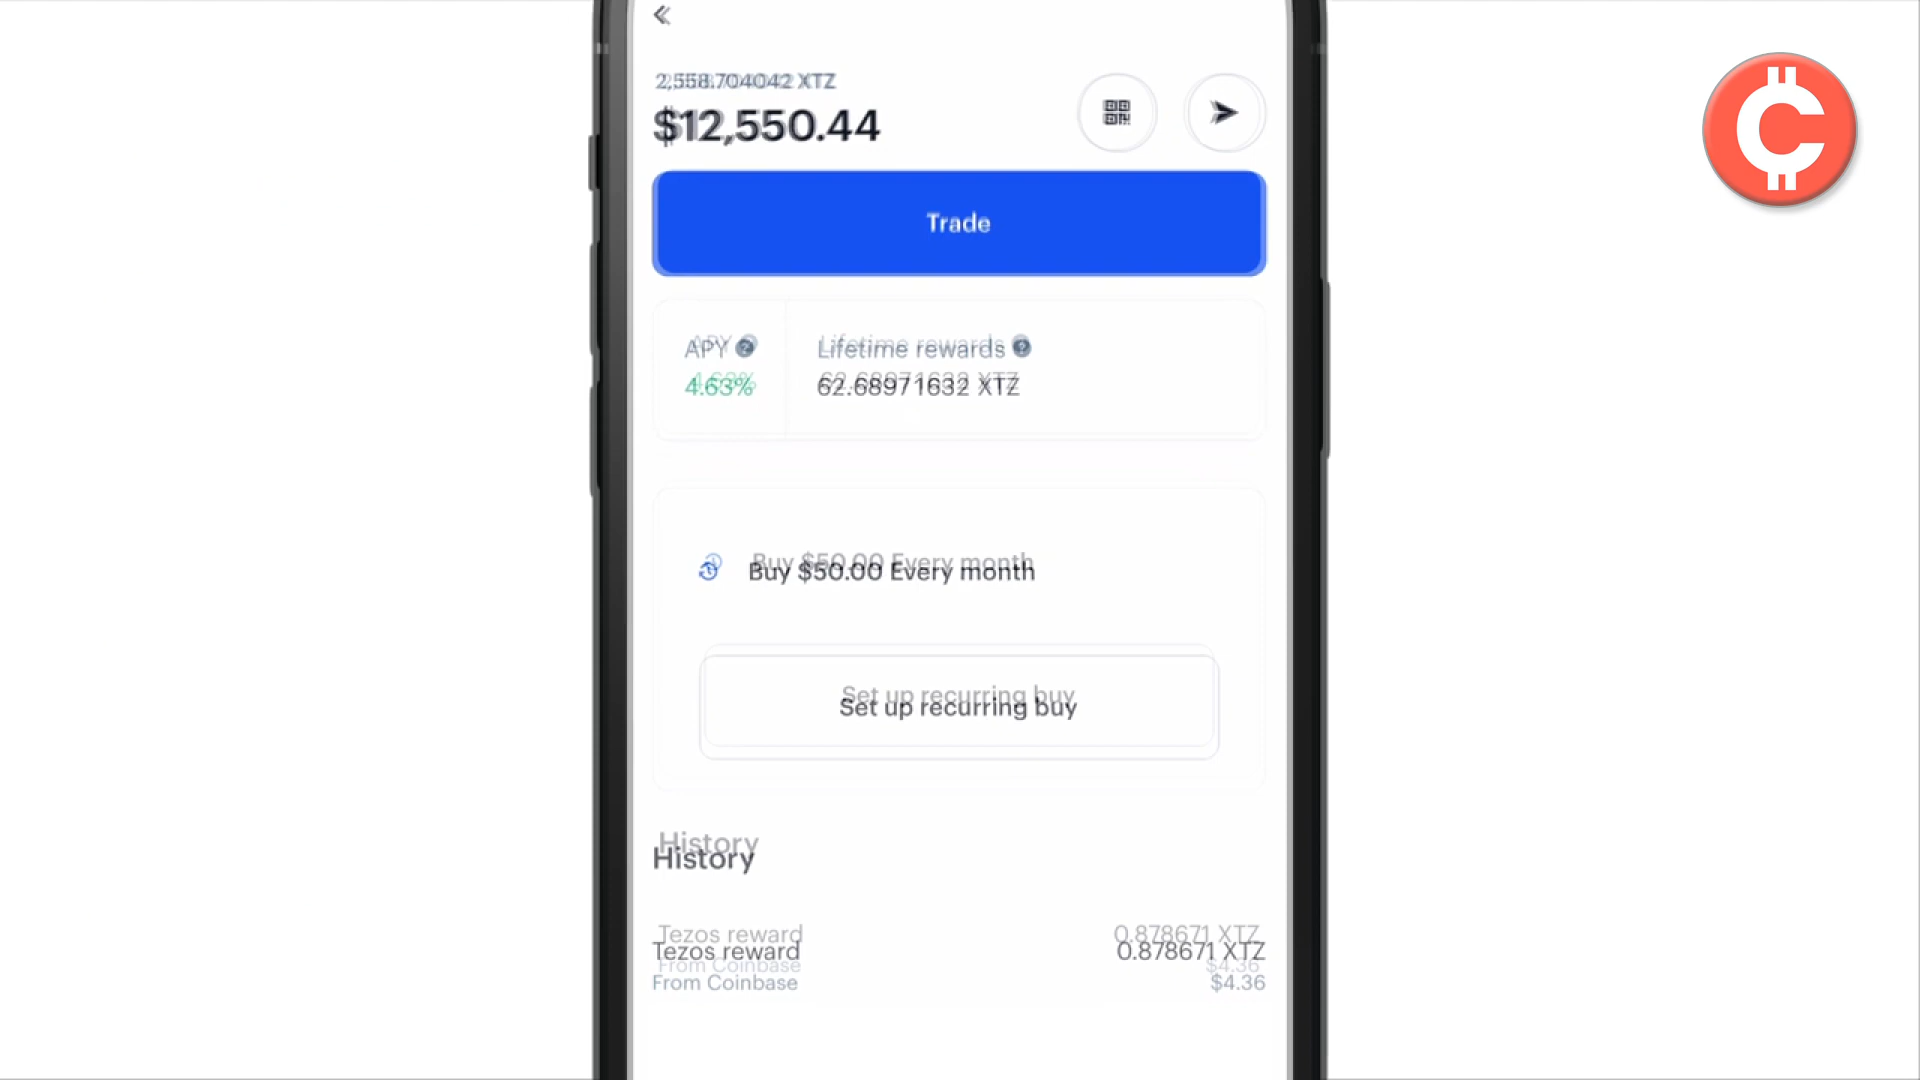 2,558.704042 XTZ
$12,550.44
Trade
APY
Lifetime rewards
4.63%
62.68971632 XTZ
Buy $50.00 Every month
Set up recurring buy
History
Tezos reward
0.878671 XTZ
From Coinbase
$4.36